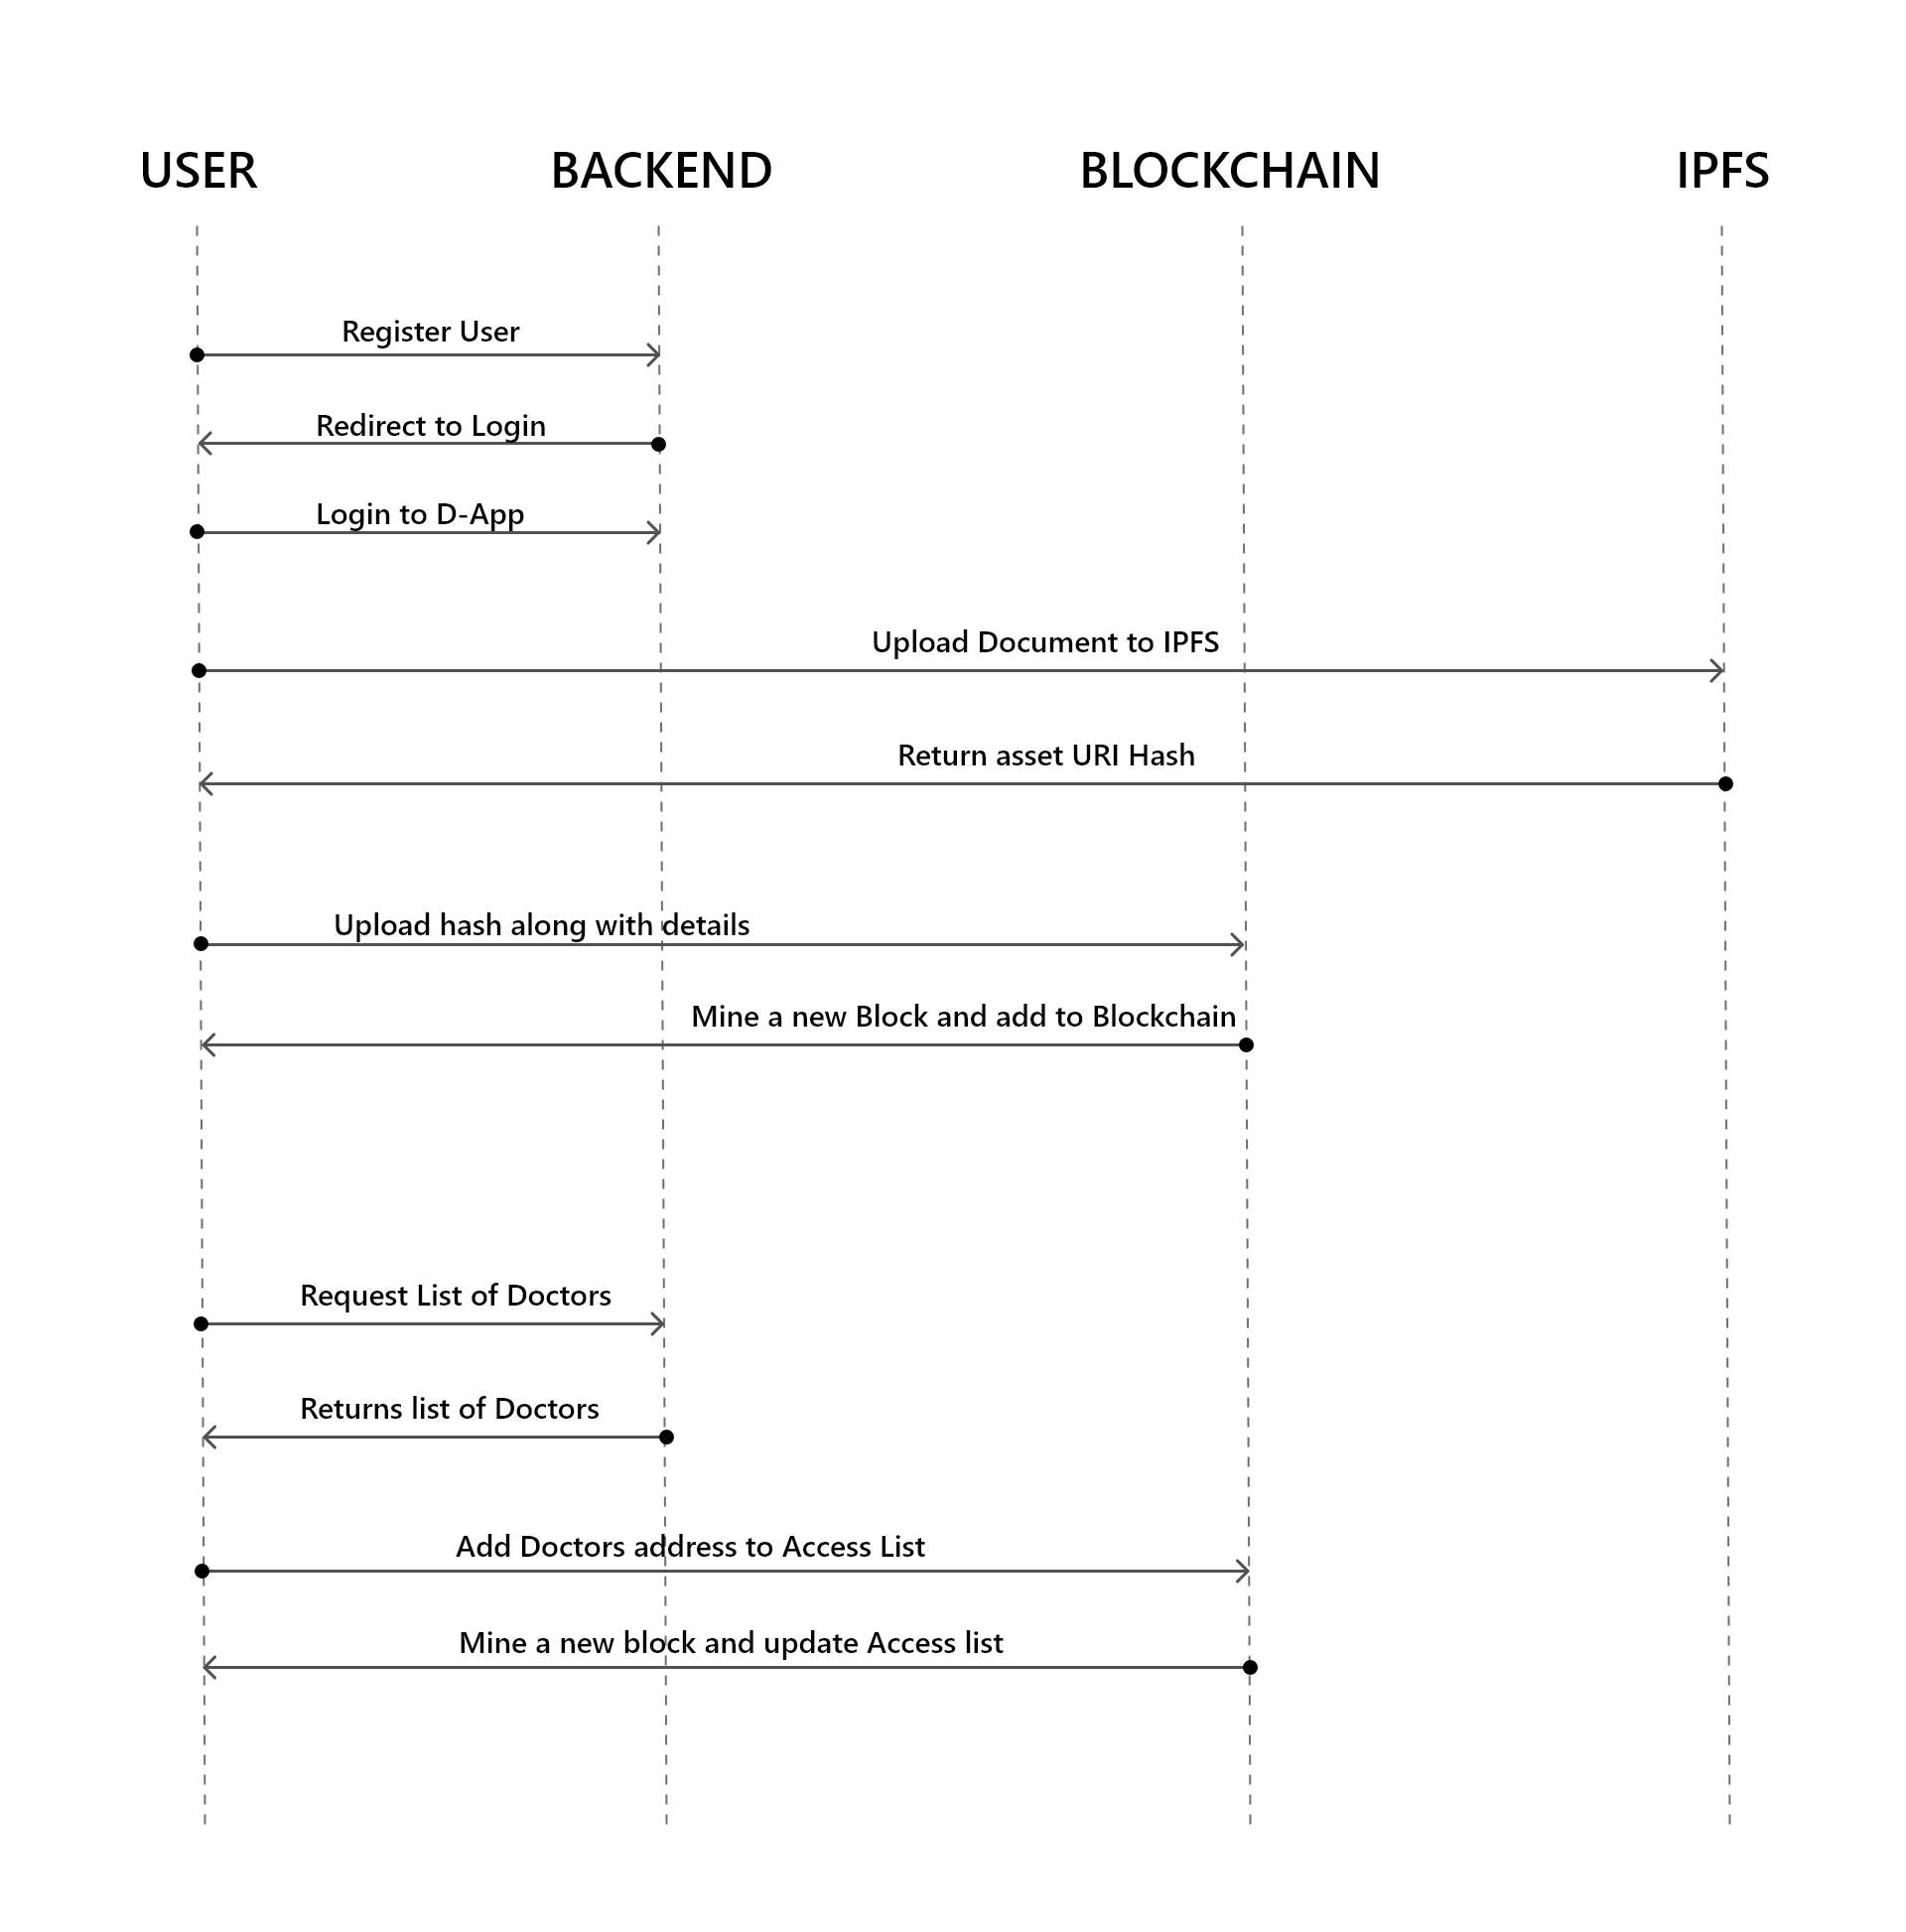 USER
BACKEND
BLOCKCHAIN
IPFS
Register User
Redirect to Login
Login to D-App
Upload Document to IPFS
Return asset URI Hash
Upload hash along with details
Mine a new Block and add to Blockchain
Request List of Doctors
Returns list of Doctors
Add Doctors address to Access List
Mine a new block and update Access list